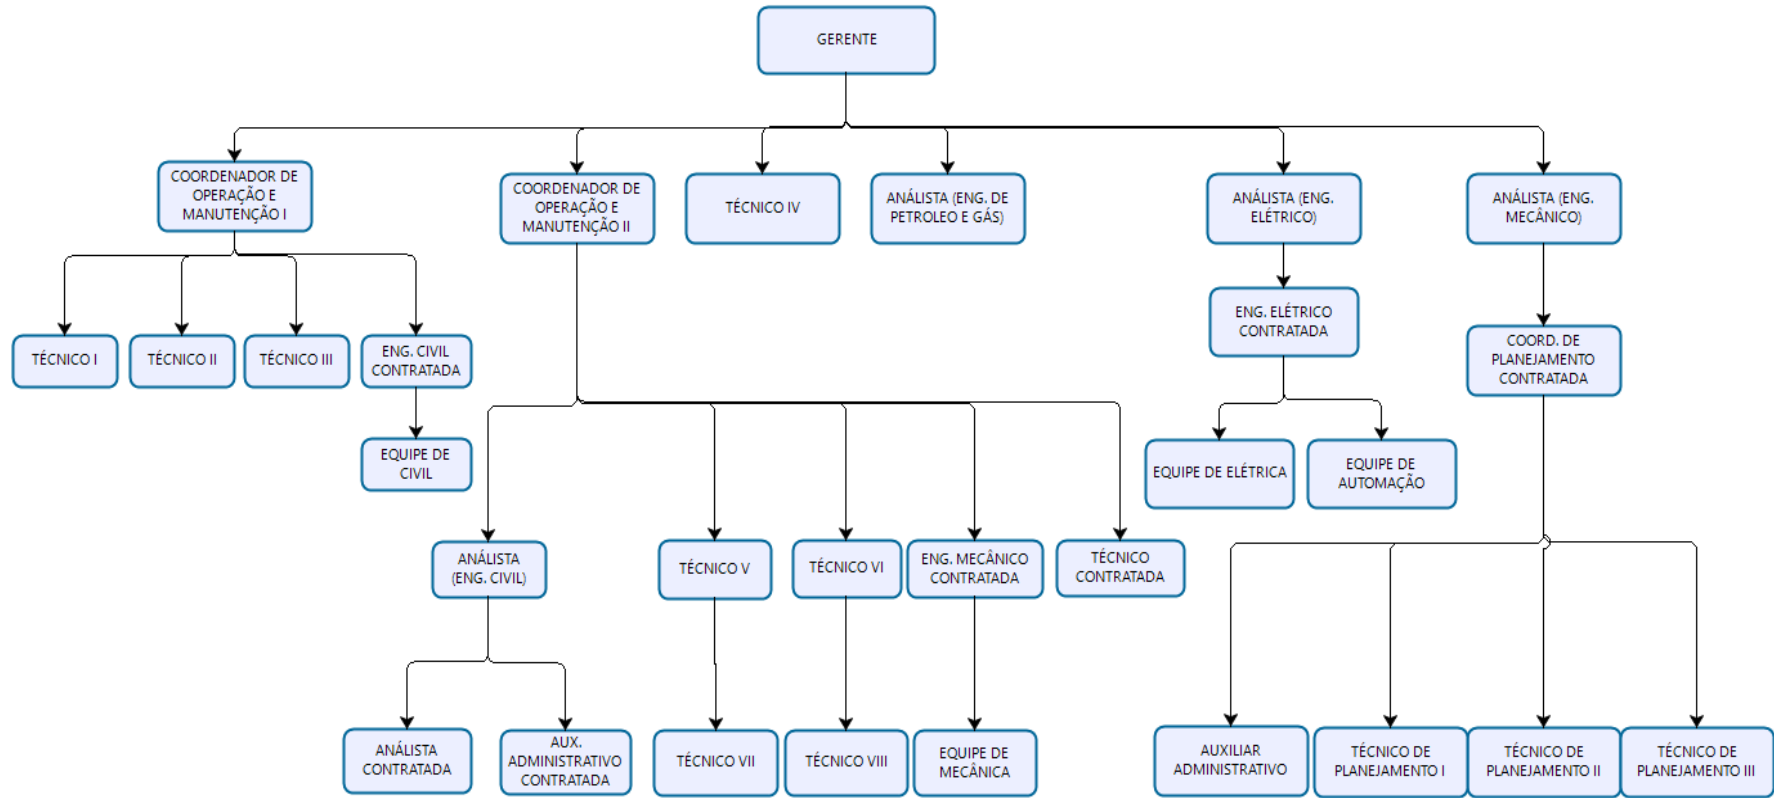 GERENTE
COORDENADOR DE
OPERAÇÃO E
MANUTENÇÃO I
COORDENADOR DE
OPERAÇÃO E
MANUTENÇÃO II
TÉCNICO IV
ANÁLISTA (ENG. DE
PETROLEO E GÁS)
ANÁLISTA (ENG.
ELÉTRICO)
ANÁLISTA (ENG.
MECÂNICO)
ENG. ELÉTRICO
CONTRATADA
COORD. DE
PLANEJAMENTO
CONTRATADA
TÉCNICO I
TÉCNICO II
TÉCNICO III
ENG. CIVIL
CONTRATADA
EQUIPE DE
CIVIL
EQUIPE DE ELÉTRICA
EQUIPE DE
AUTOMAÇÃO
ANÁLISTA
(ENG. CIVIL)
TÉCNICO V
TÉCNICO VI
ENG. MECÂNICO
CONTRATADA
TÉCNICO
CONTRATADA
ANÁLISTA
CONTRATADA
AUX.
ADMINISTRATIVO
CONTRATADA
TÉCNICO VII
TÉCNICO VIII
EQUIPE DE
MECÂNICA
AUXILIAR
ADMINISTRATIVO
TÉCNICO DE
PLANEJAMENTO I
TÉCNICO DE
PLANEJAMENTO II
TÉCNICO DE
PLANEJAMENTO III